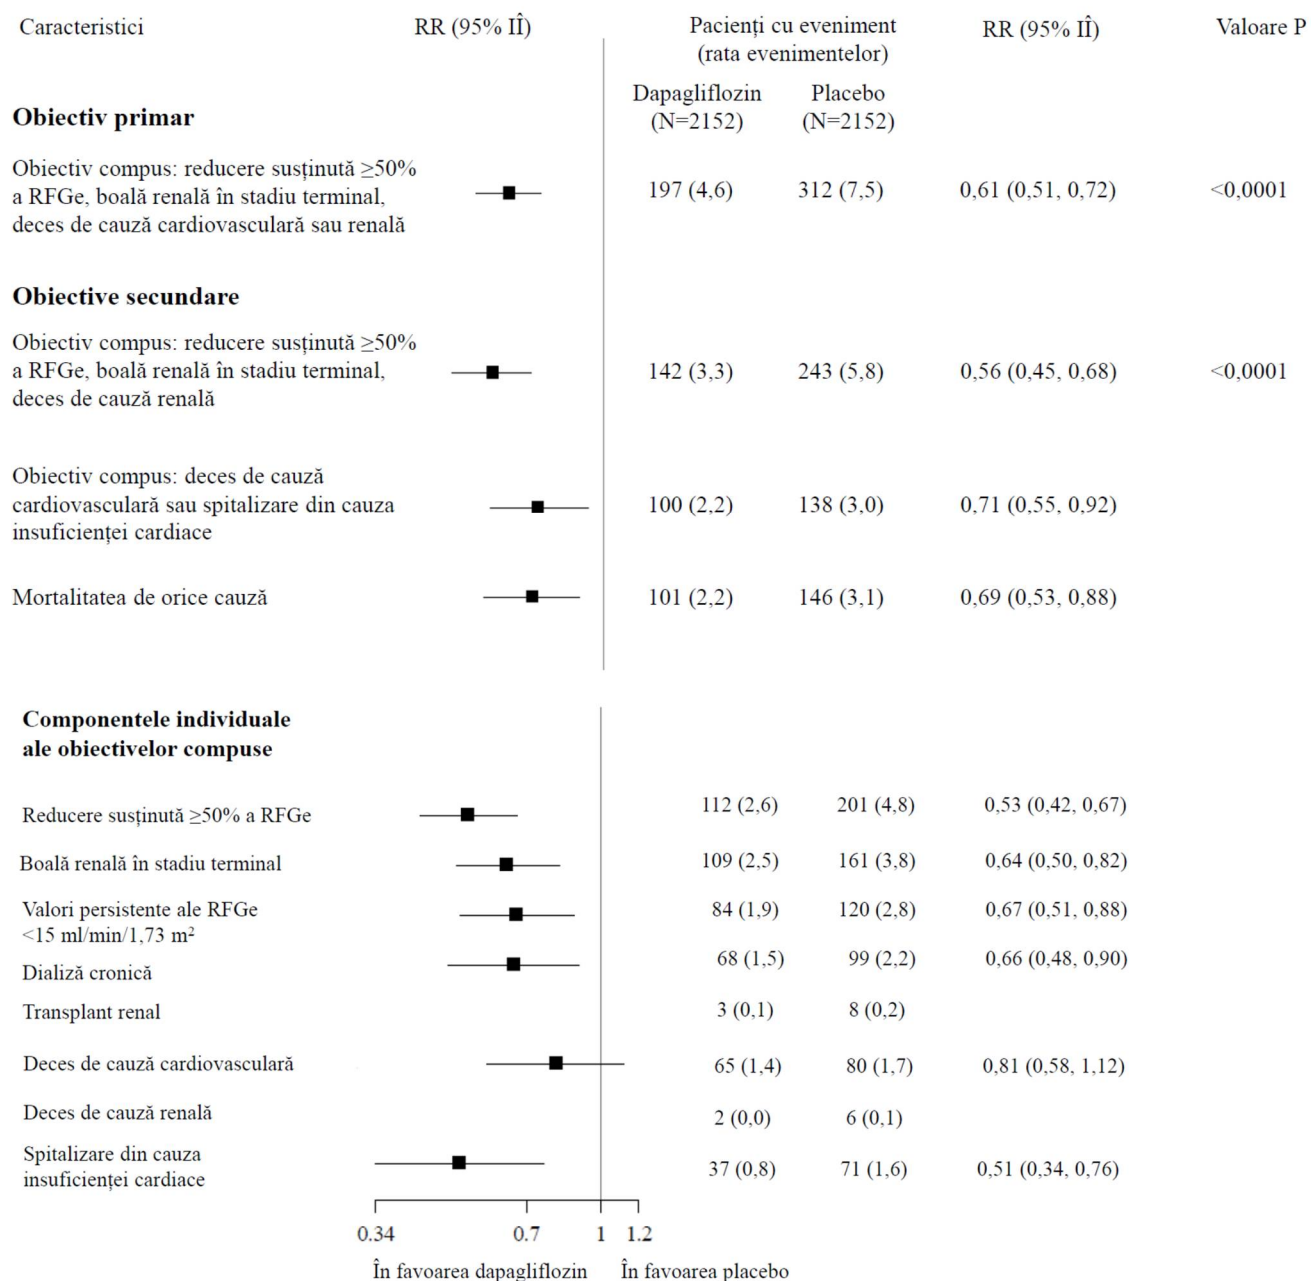 Caracteristici RR (95% IÎ) Pacienți cu eveniment RR (95% IÎ) Valoare P
(rata evenimentelor)
Dapagliflozin Placebo
(N=2152) (N=2152)
Obiectiv primar
Obiectiv compus: reducere susținută ≥50%
a RFGe, boală renală în stadiu terminal, 197 (4,6) 312 (7,5) 0,61 (0,51, 0,72) <0,0001
deces de cauză cardiovasculară sau renală
Obiective secundare
Obiectiv compus: reducere susținută ≥50%
a RFGe, boală renală în stadiu terminal, 142 (3,3) 243 (5,8) 0,56 (0,45, 0,68) <0,0001
deces de cauză renală
Obiectiv compus: deces de cauză
cardiovasculară sau spitalizare din cauza 100 (2,2) 138 (3,0) 0,71 (0,55, 0,92)
insuficienței cardiace
Mortalitatea de orice cauză 101 (2,2) 146 (3,1) 0,69 (0,53, 0,88)
Componentele individuale
ale obiectivelor compuse
Reducere susținută ≥50% a RFGe 112 (2,6) 201 (4,8) 0,53 (0,42, 0,67)
Boală renală în stadiu terminal 109 (2,5) 161 (3,8) 0,64 (0,50, 0,82)
Valori persistente ale RFGe 84 (1,9) 120 (2,8) 0,67 (0,51, 0,88)
<15 ml/min/1,73 m²
Dializă cronică 68 (1,5) 99 (2,2) 0,66 (0,48, 0,90)
Transplant renal 3 (0,1) 8 (0,2)
Deces de cauză cardiovasculară 65 (1,4) 80 (1,7) 0,81 (0,58, 1,12)
Deces de cauză renală 2 (0,0) 6 (0,1)
Spitalizare din cauza
insuficienței cardiace 37 (0,8) 71 (1,6) 0,51 (0,34, 0,76)
0.34 0.7 1 1.2
În favoarea dapagliflozin În favoarea placebo